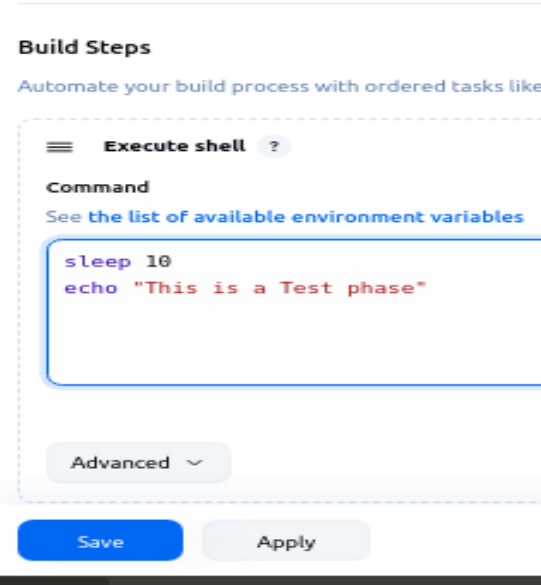 Build Steps
Automate your build process with ordered tasks like
Execute shell ?
Command
See the list of available environment variables
sleep 10
echo "This is a Test phase"
Advanced
Save Apply